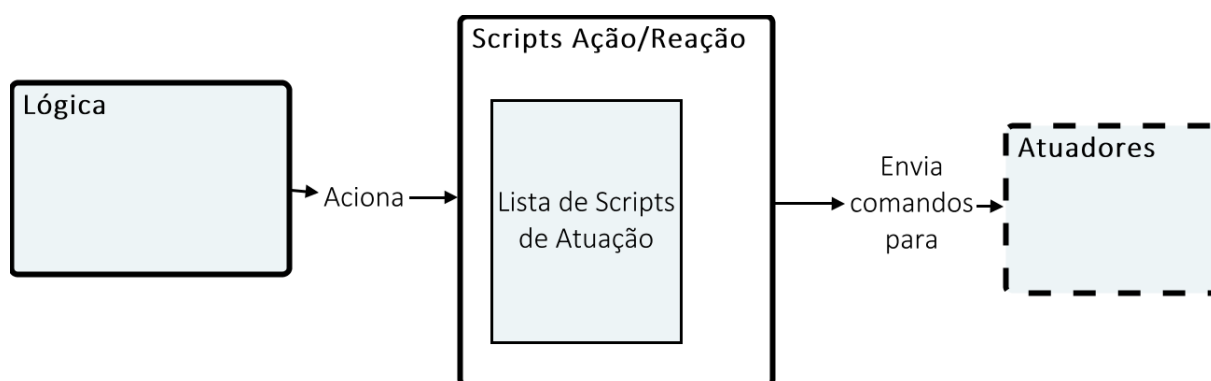 Scripts Ação/Reação
Lógica
Aciona
Lista de Scripts
de Atuação
Envia
comandos
para
Atuadores